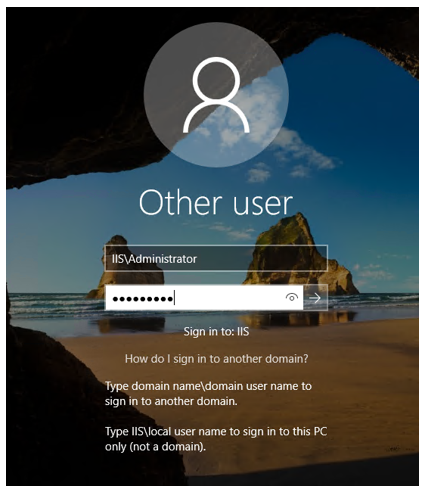 Other user
IIS\Administrator
●●●●●●●●●
Sign in to: IIS
How do I sign in to another domain?
Type domain name\domain user name to
sign in to another domain.
Type IIS\local user name to sign in to this PC
only (not a domain).